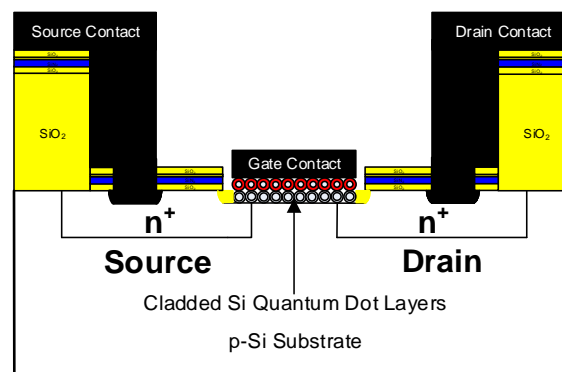 Source Contact
Drain Contact
SiO₂
SiO₂
SiO₂
SiO₂
SiO₂
SiO₂
Gate Contact
SiO₂
SiO₂
SiO₂
SiO₂
n⁺
n⁺
Source
Drain
Cladded Si Quantum Dot Layers
p-Si Substrate